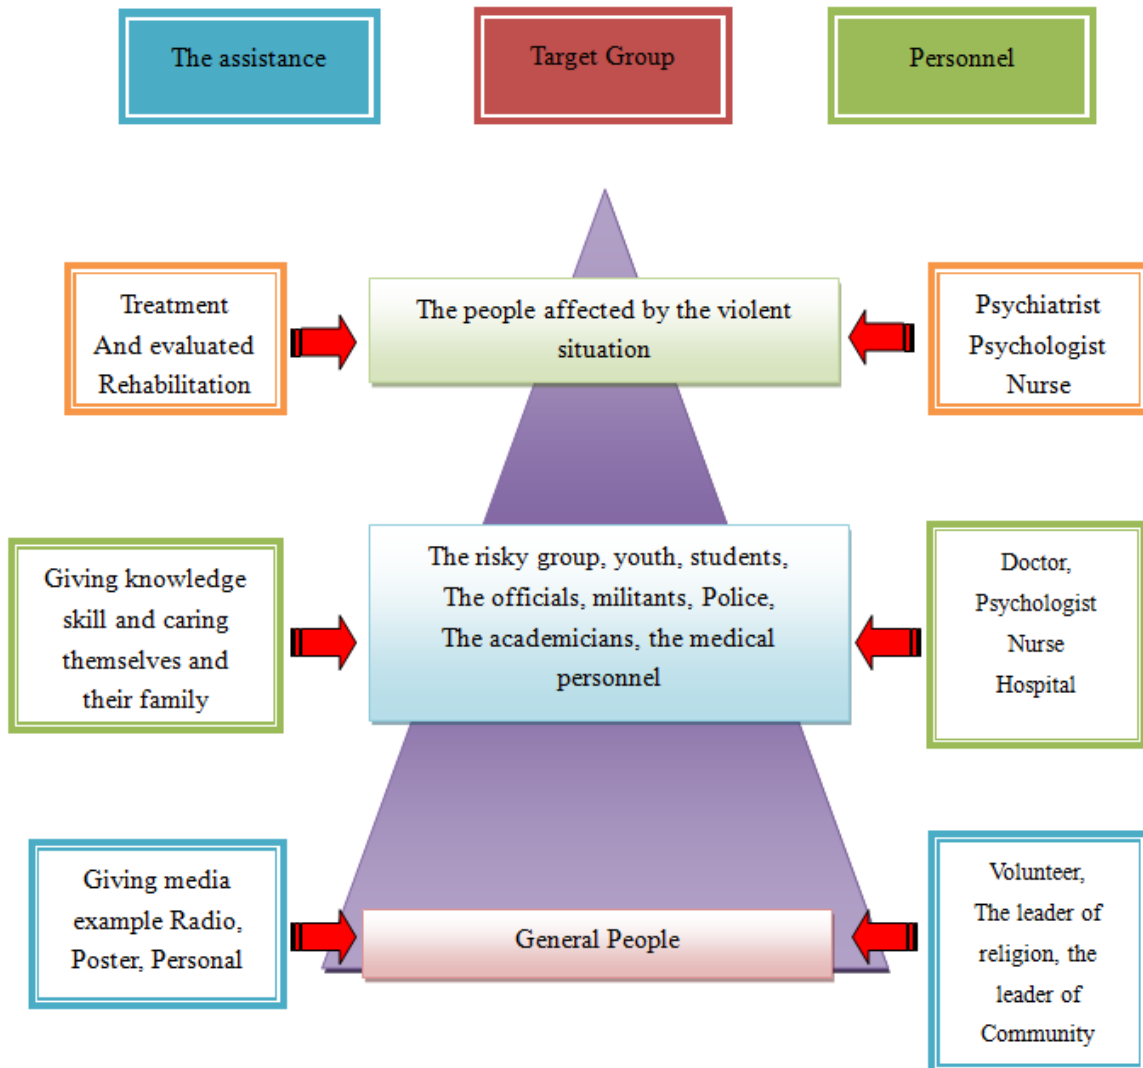 The assistance
Target Group
Personnel
Treatment
And evaluated
Rehabilitation
The people affected by the violent
situation
Psychiatrist
Psychologist
Nurse
Giving knowledge
skill and caring
themselves and
their family
The risky group, youth, students,
The officials, militants, Police,
The academicians, the medical
personnel
Doctor,
Psychologist
Nurse
Hospital
Giving media
example Radio,
Poster, Personal
General People
Volunteer,
The leader of
religion, the
leader of
Community